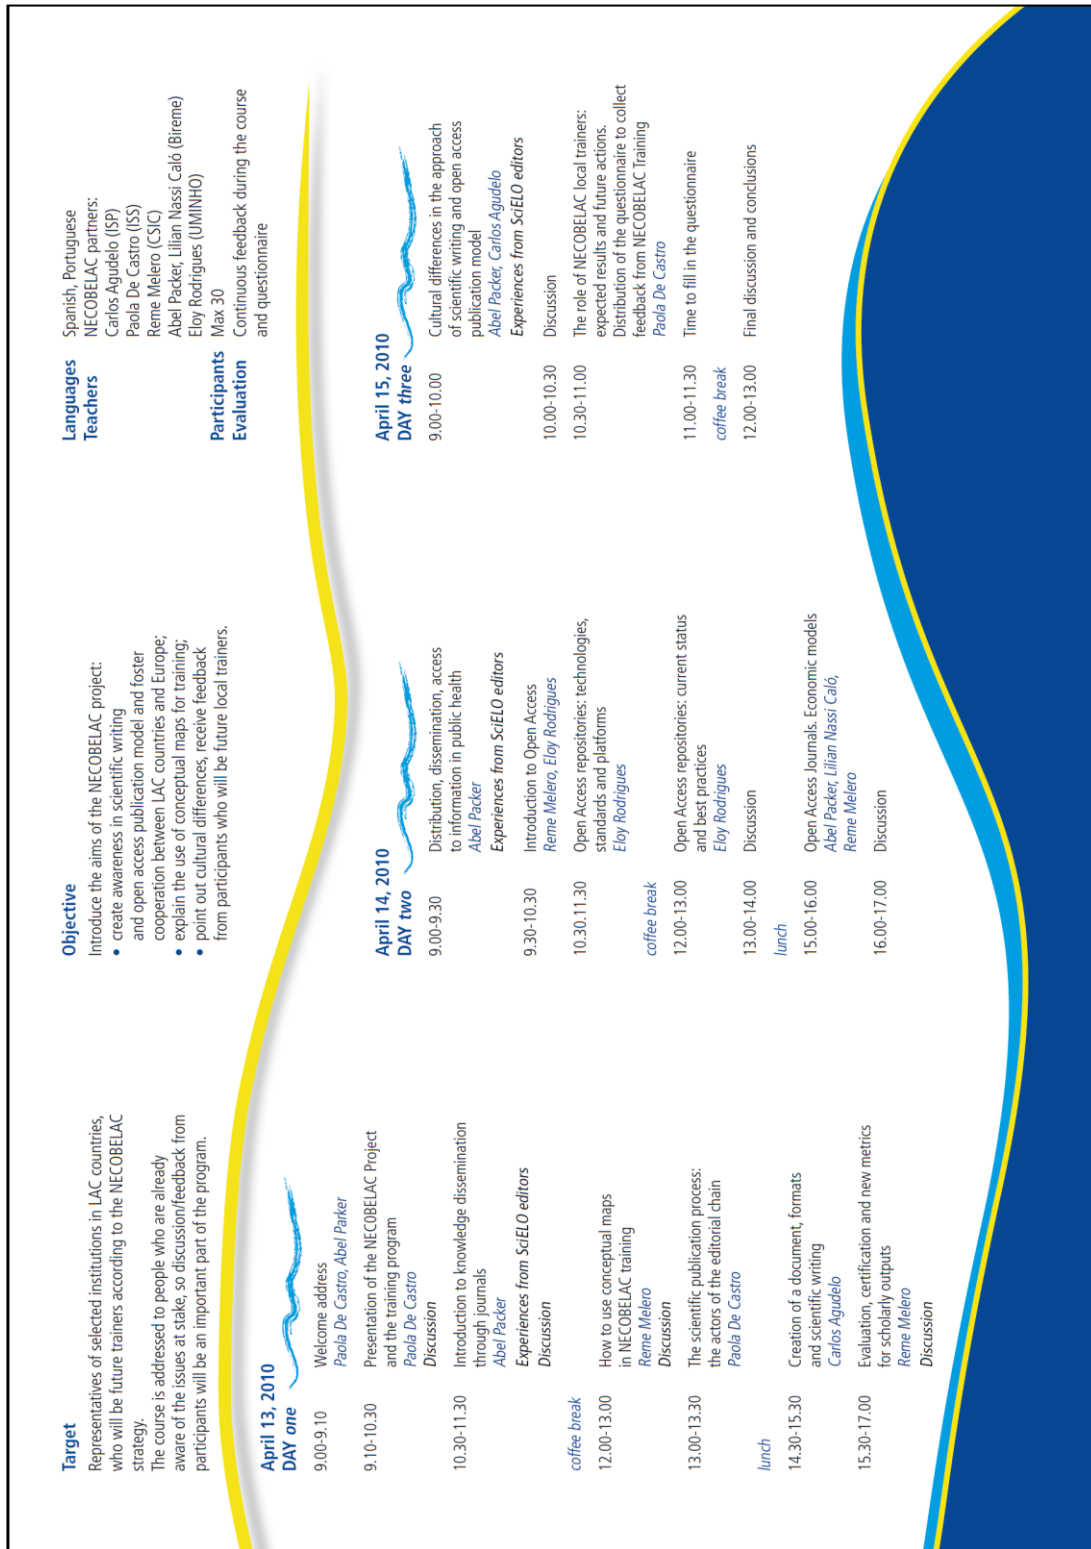 Target
Representatives of selected institutions in LAC countries,
who will be future trainers according to the NECOBELAC
strategy.
The course is addressed to people who are already
aware of the issues at stake, so discussion/feedback from
participants will be an important part of the program.
Objective
Introduce the aims of the NECOBELAC project:
• create awareness in scientific writing
and open access publication model and foster
cooperation between LAC countries and Europe;
• explain the use of conceptual maps for training;
• point out cultural differences, receive feedback
from participants who will be future local trainers.
Languages Spanish, Portuguese
Teachers NECOBELAC partners:
Carlos Agudelo (ISP)
Paola De Castro (ISS)
Reme Melero (CSIC)
Abel Packer, Lilian Nassi Caló (Bireme)
Eloy Rodrigues (UMINHO)
Participants Max 30
Evaluation Continuous feedback during the course
and questionnaire
April 13, 2010
DAY one
9.00-9.10 Welcome address
Paola De Castro, Abel Parker
9.10-10.30 Presentation of the NECOBELAC Project
and the training program
Paola De Castro
Discussion
10.30-11.30 Introduction to knowledge dissemination
through journals
Abel Packer
Experiences from SciELO editors
Discussion
coffee break
12.00-13.00 How to use conceptual maps
in NECOBELAC training
Reme Melero
Discussion
13.00-13.30 The scientific publication process:
the actors of the editorial chain
Paola De Castro
lunch
14.30-15.30 Creation of a document, formats
and scientific writing
Carlos Agudelo
15.30-17.00 Evaluation, certification and new metrics
for scholarly outputs
Reme Melero
Discussion
April 14, 2010
DAY two
9.00-9.30 Distribution, dissemination, access
to information in public health
Abel Packer
Experiences from SciELO editors
9.30-10.30 Introduction to Open Access
Reme Melero, Eloy Rodrigues
10.30.11.30 Open Access repositories: technologies,
standards and platforms
Eloy Rodrigues
coffee break
12.00-13.00 Open Access repositories: current status
and best practices
Eloy Rodrigues
13.00-14.00 Discussion
lunch
15.00-16.00 Open Access Journals. Economic models
Abel Packer, Lilian Nassi Caló,
Reme Melero
16.00-17.00 Discussion
April 15, 2010
DAY three
9.00-10.00 Cultural differences in the approach
of scientific writing and open access
publication model
Abel Packer, Carlos Agudelo
Experiences from SciELO editors
10.00-10.30 Discussion
10.30-11.00 The role of NECOBELAC local trainers:
expected results and future actions.
Distribution of the questionnaire to collect
feedback from NECOBELAC Training
Paola De Castro
11.00-11.30 Time to fill in the questionnaire
coffee break
12.00-13.00 Final discussion and conclusions